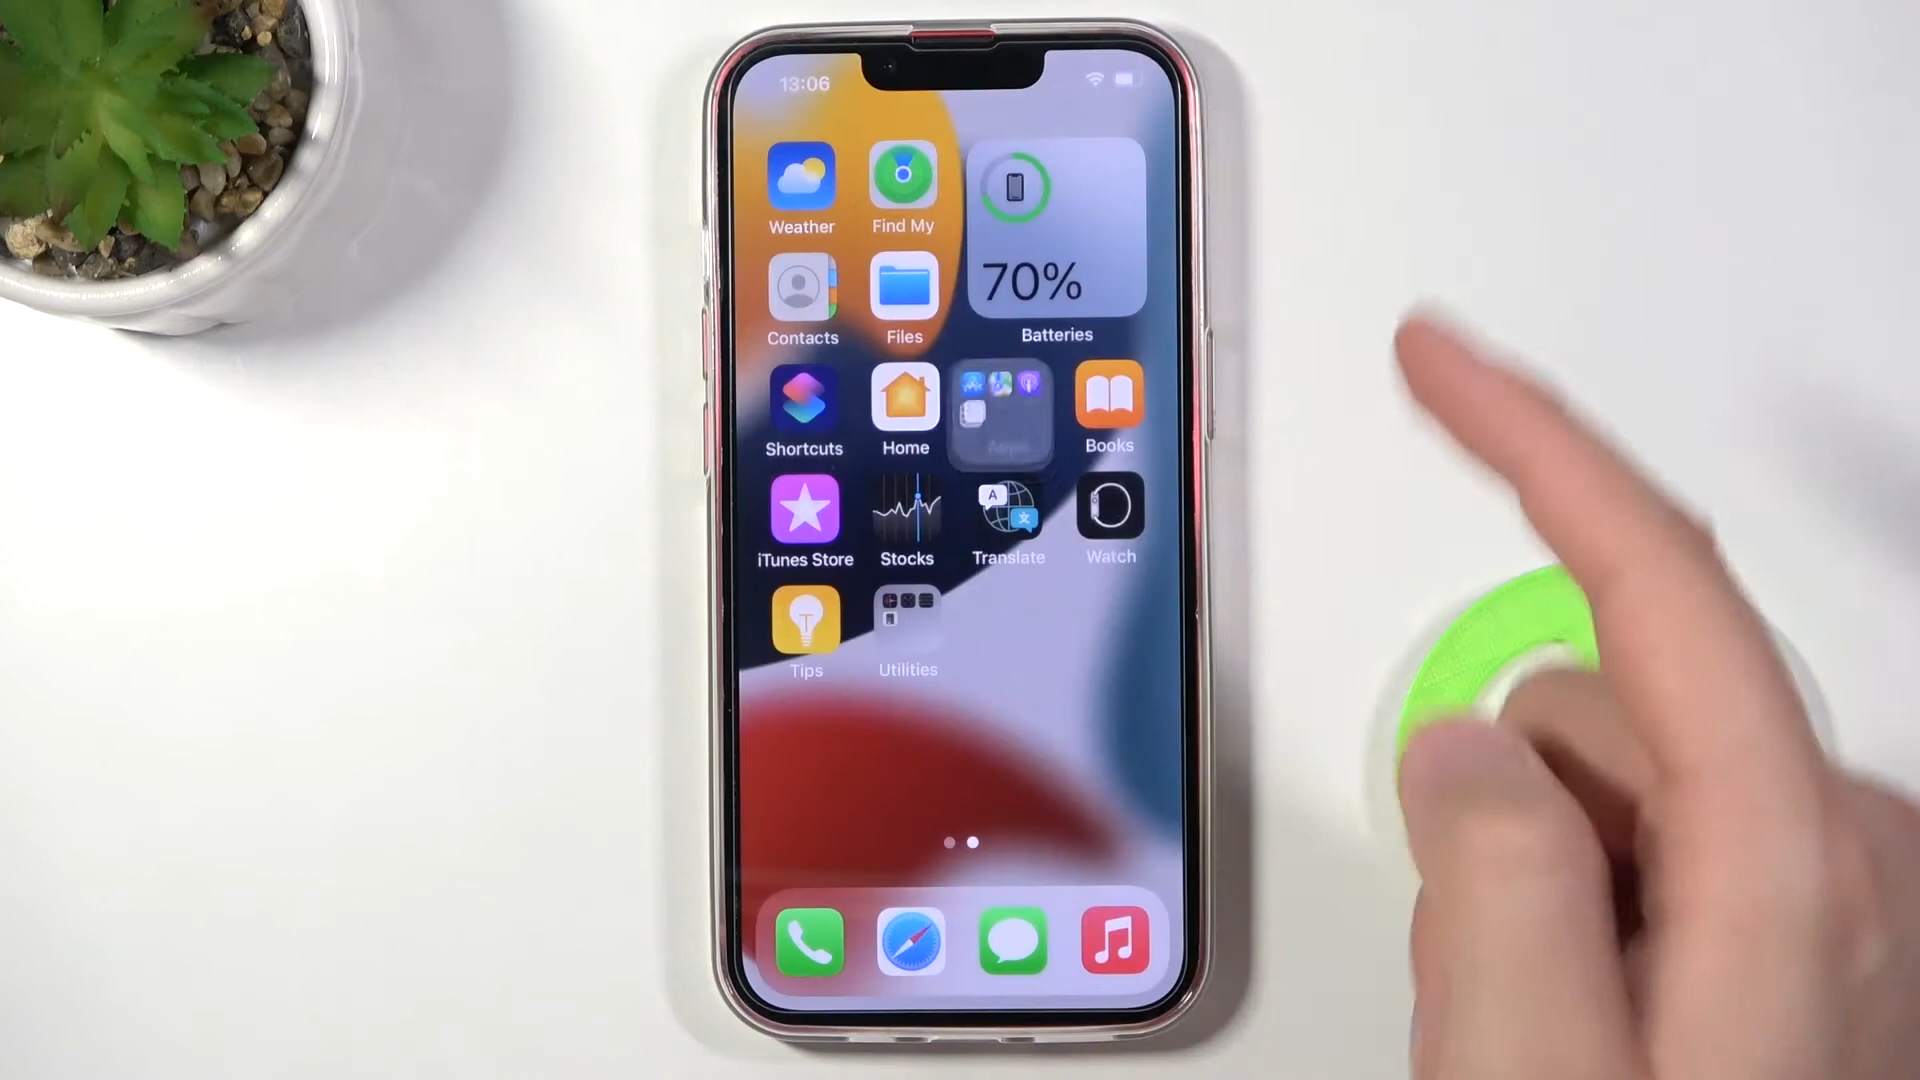 13:06
Weather
Find My
70%
Contacts
Files
Batteries
Shortcuts
Home
Books
A
文
iTunes Store
Stocks
Translate
Watch
Tips
Utilities